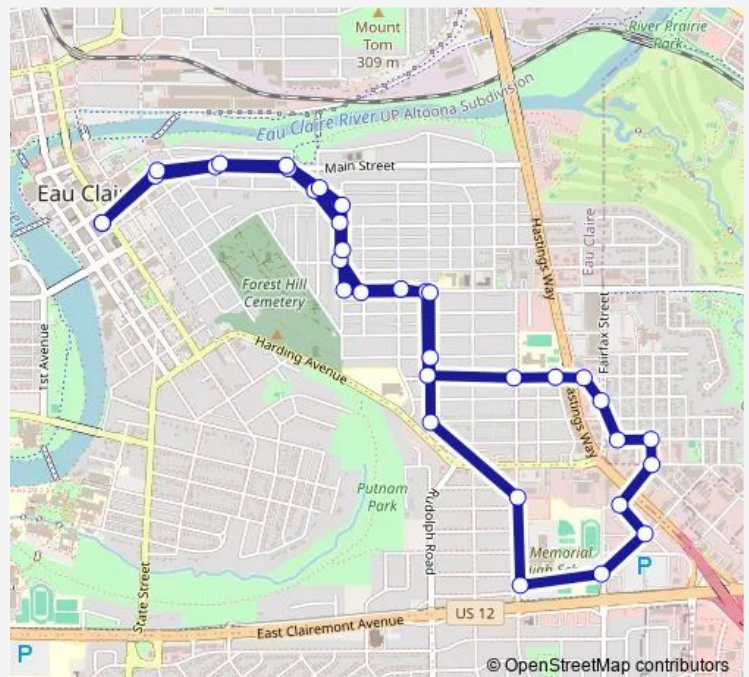 Mount
Tom
309 m
River Prairie
Park
Eau Claire River
UP Altoona Subdivision
Main Street
Eau Clai
Hastings Way
Eau Claire
Forest Hill
Cemetery
1st Avenue
Fairfax Street
Harding Avenue
astings Way
Putnam
Park
Rudolph Road
Memorial
State Street
P
US 12
East Clairemont Avenue
P
© OpenStreetMap contributors